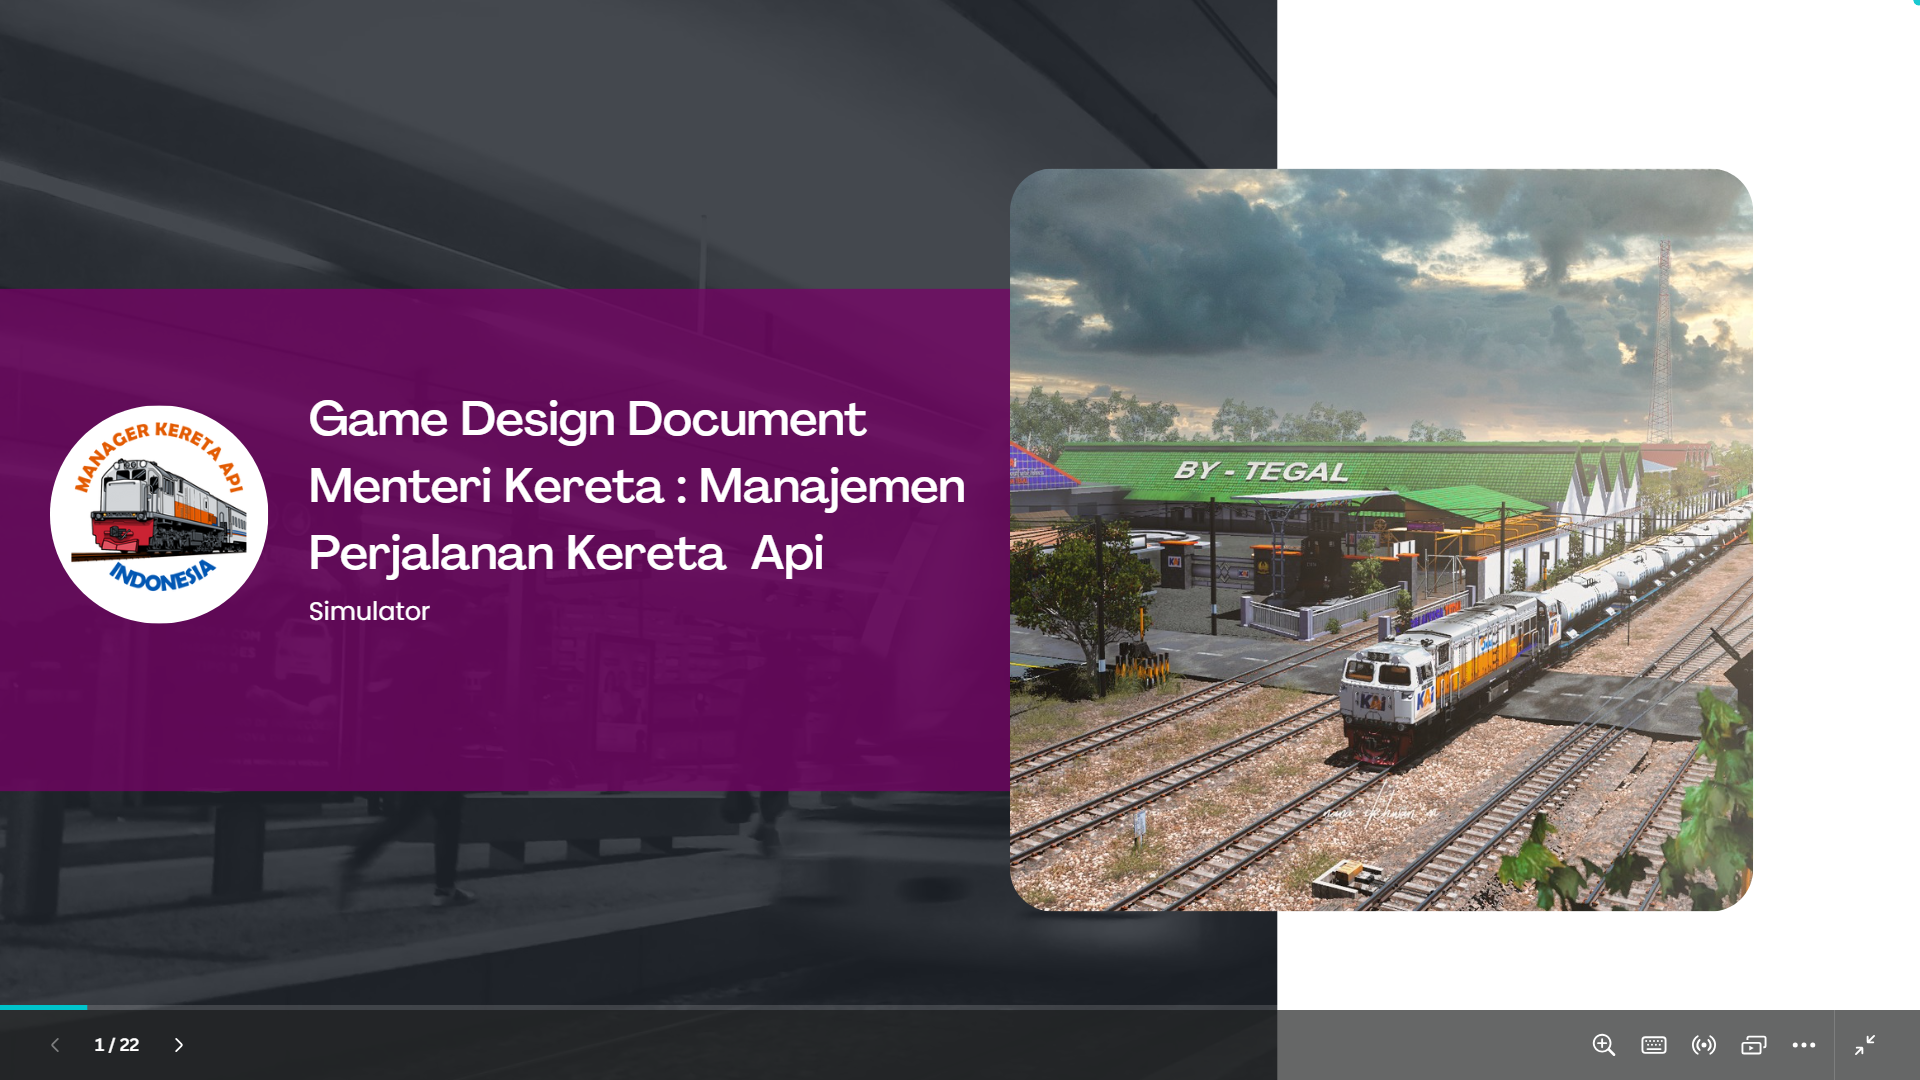 MANAGER KERETA API
INDONESIA
Game Design Document
Menteri Kereta : Manajemen
Perjalanan Kereta Api
Simulator
BY - TEGAL
KAI
KAI
1 / 22